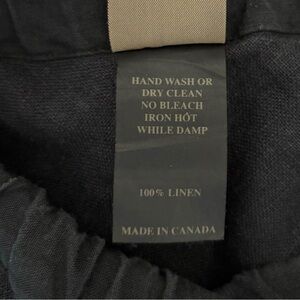 HAND WASH OR
DRY CLEAN
NO BLEACH
IRON HOT
WHILE DAMP
100% LINEN
MADE IN CANADA